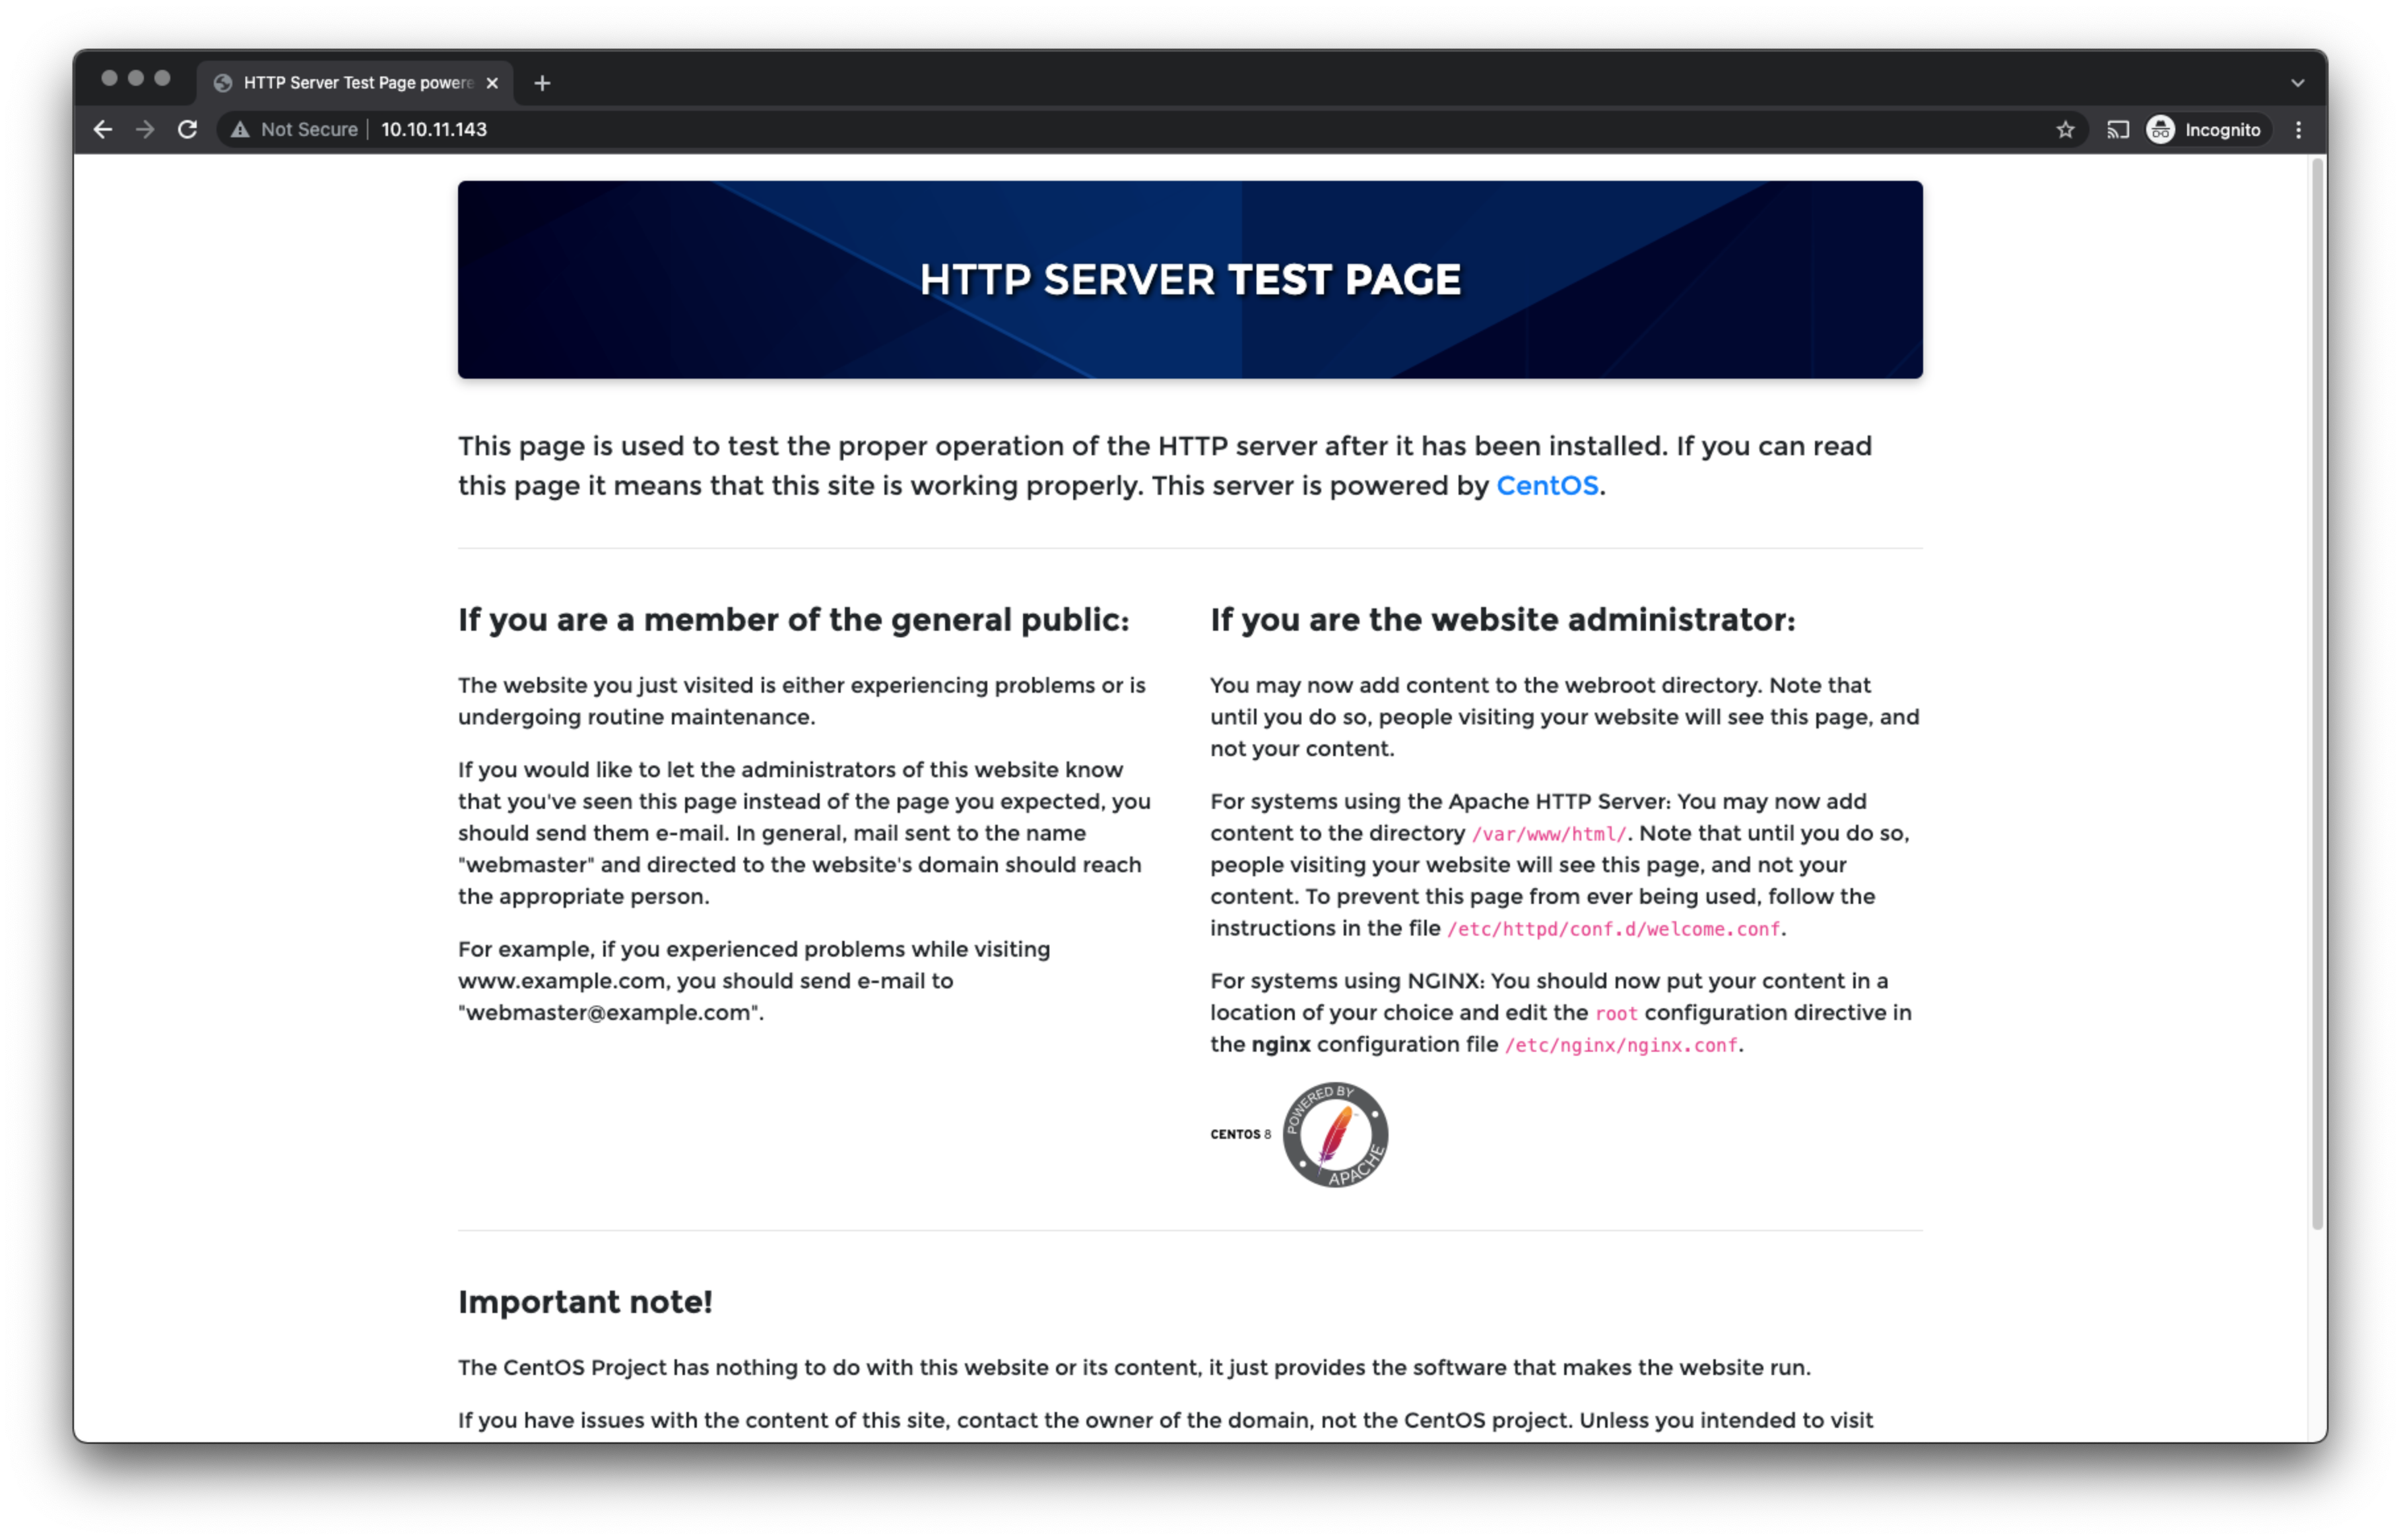 HTTP Server Test Page powere
Not Secure
10.10.11.143
Incognito
HTTP SERVER TEST PAGE
This page is used to test the proper operation of the HTTP server after it has been installed. If you can read
this page it means that this site is working properly. This server is powered by CentOS.
If you are a member of the general public:
The website you just visited is either experiencing problems or is
undergoing routine maintenance.
If you would like to let the administrators of this website know
that you've seen this page instead of the page you expected, you
should send them e-mail. In general, mail sent to the name
"webmaster" and directed to the website's domain should reach
the appropriate person.
For example, if you experienced problems while visiting
www.example.com, you should send e-mail to
"webmaster@example.com".
If you are the website administrator:
You may now add content to the webroot directory. Note that
until you do so, people visiting your website will see this page, and
not your content.
For systems using the Apache HTTP Server: You may now add
content to the directory /var/www/html/. Note that until you do so,
people visiting your website will see this page, and not your
content. To prevent this page from ever being used, follow the
instructions in the file /etc/httpd/conf.d/welcome.conf.
For systems using NGINX: You should now put your content in a
location of your choice and edit the root configuration directive in
the nginx configuration file /etc/nginx/nginx.conf.
CENTOS 8
POWERED BY
APACHE
Important note!
The CentOS Project has nothing to do with this website or its content, it just provides the software that makes the website run.
If you have issues with the content of this site, contact the owner of the domain, not the CentOS project. Unless you intended to visit